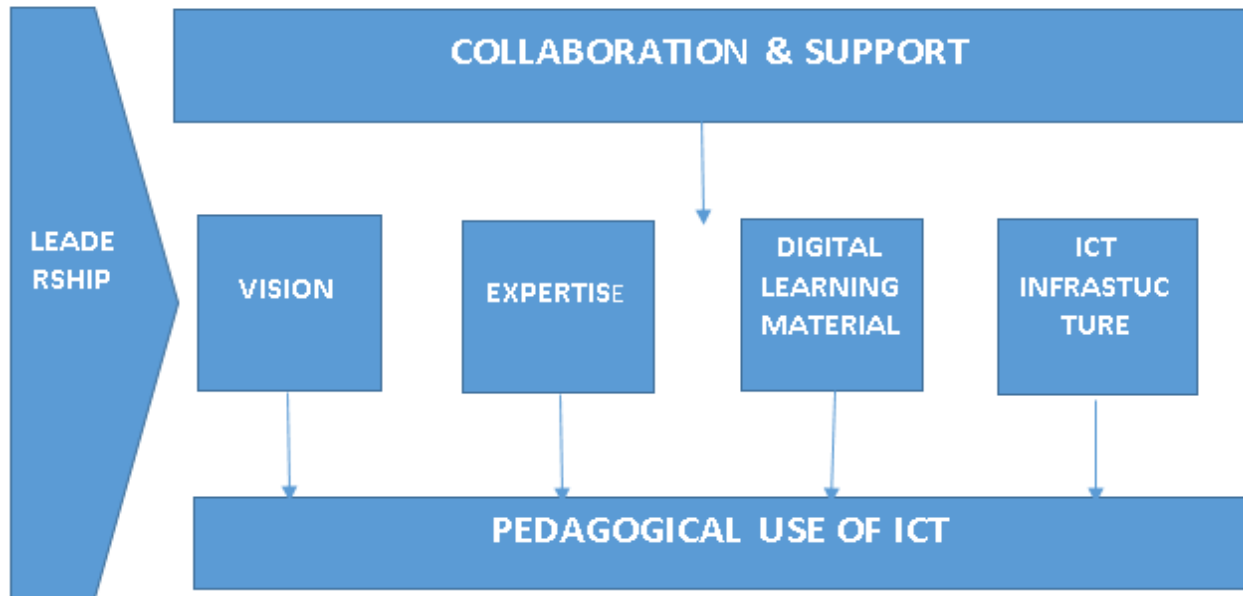 COLLABORATION & SUPPORT
LEADE
RSHIP
VISION
EXPERTISE
DIGITAL
LEARNING
MATERIAL
ICT
INFRASTUC
TURE
PEDAGOGICAL USE OF ICT